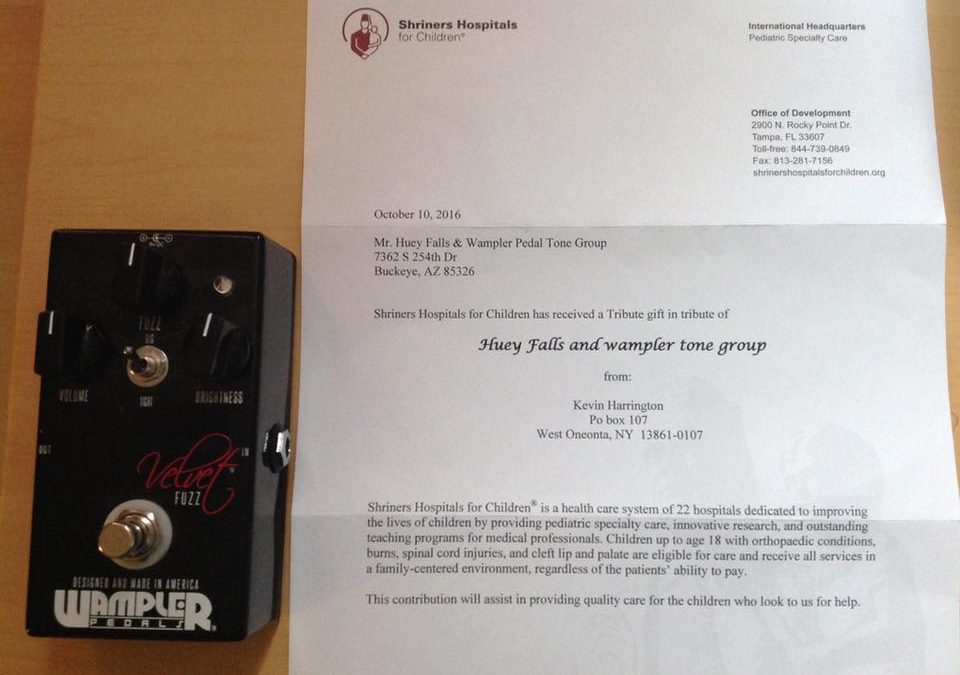 Shriners Hospitals
for Children®
International Headquarters
Pediatric Specialty Care
Office of Development
2900 N. Rocky Point Dr.
Tampa, FL 33607
Toll-free: 844-739-0849
Fax: 813-281-7156
shrinershospitalsforchildren.org
October 10, 2016
Mr. Huey Falls & Wampler Pedal Tone Group
7362 S 254th Dr
Buckeye, AZ 85326
Shriners Hospitals for Children has received a Tribute gift in tribute of
Huey Falls and wampler tone group
from:
Kevin Harrington
Po box 107
West Oneonta, NY 13861-0107
Shriners Hospitals for Children® is a health care system of 22 hospitals dedicated to improving
the lives of children by providing pediatric specialty care, innovative research, and outstanding
teaching programs for medical professionals. Children up to age 18 with orthopaedic conditions,
burns, spinal cord injuries, and cleft lip and palate are eligible for care and receive all services in
a family-centered environment, regardless of the patients' ability to pay.
This contribution will assist in providing quality care for the children who look to us for help.
9V DC
FUZZ
BIG
VOLUME
TIGHT
BRIGHTNESS
OUT
IN
Velvet™
FUZZ
DESIGNED AND MADE IN AMERICA
WAMPLER
PEDALS